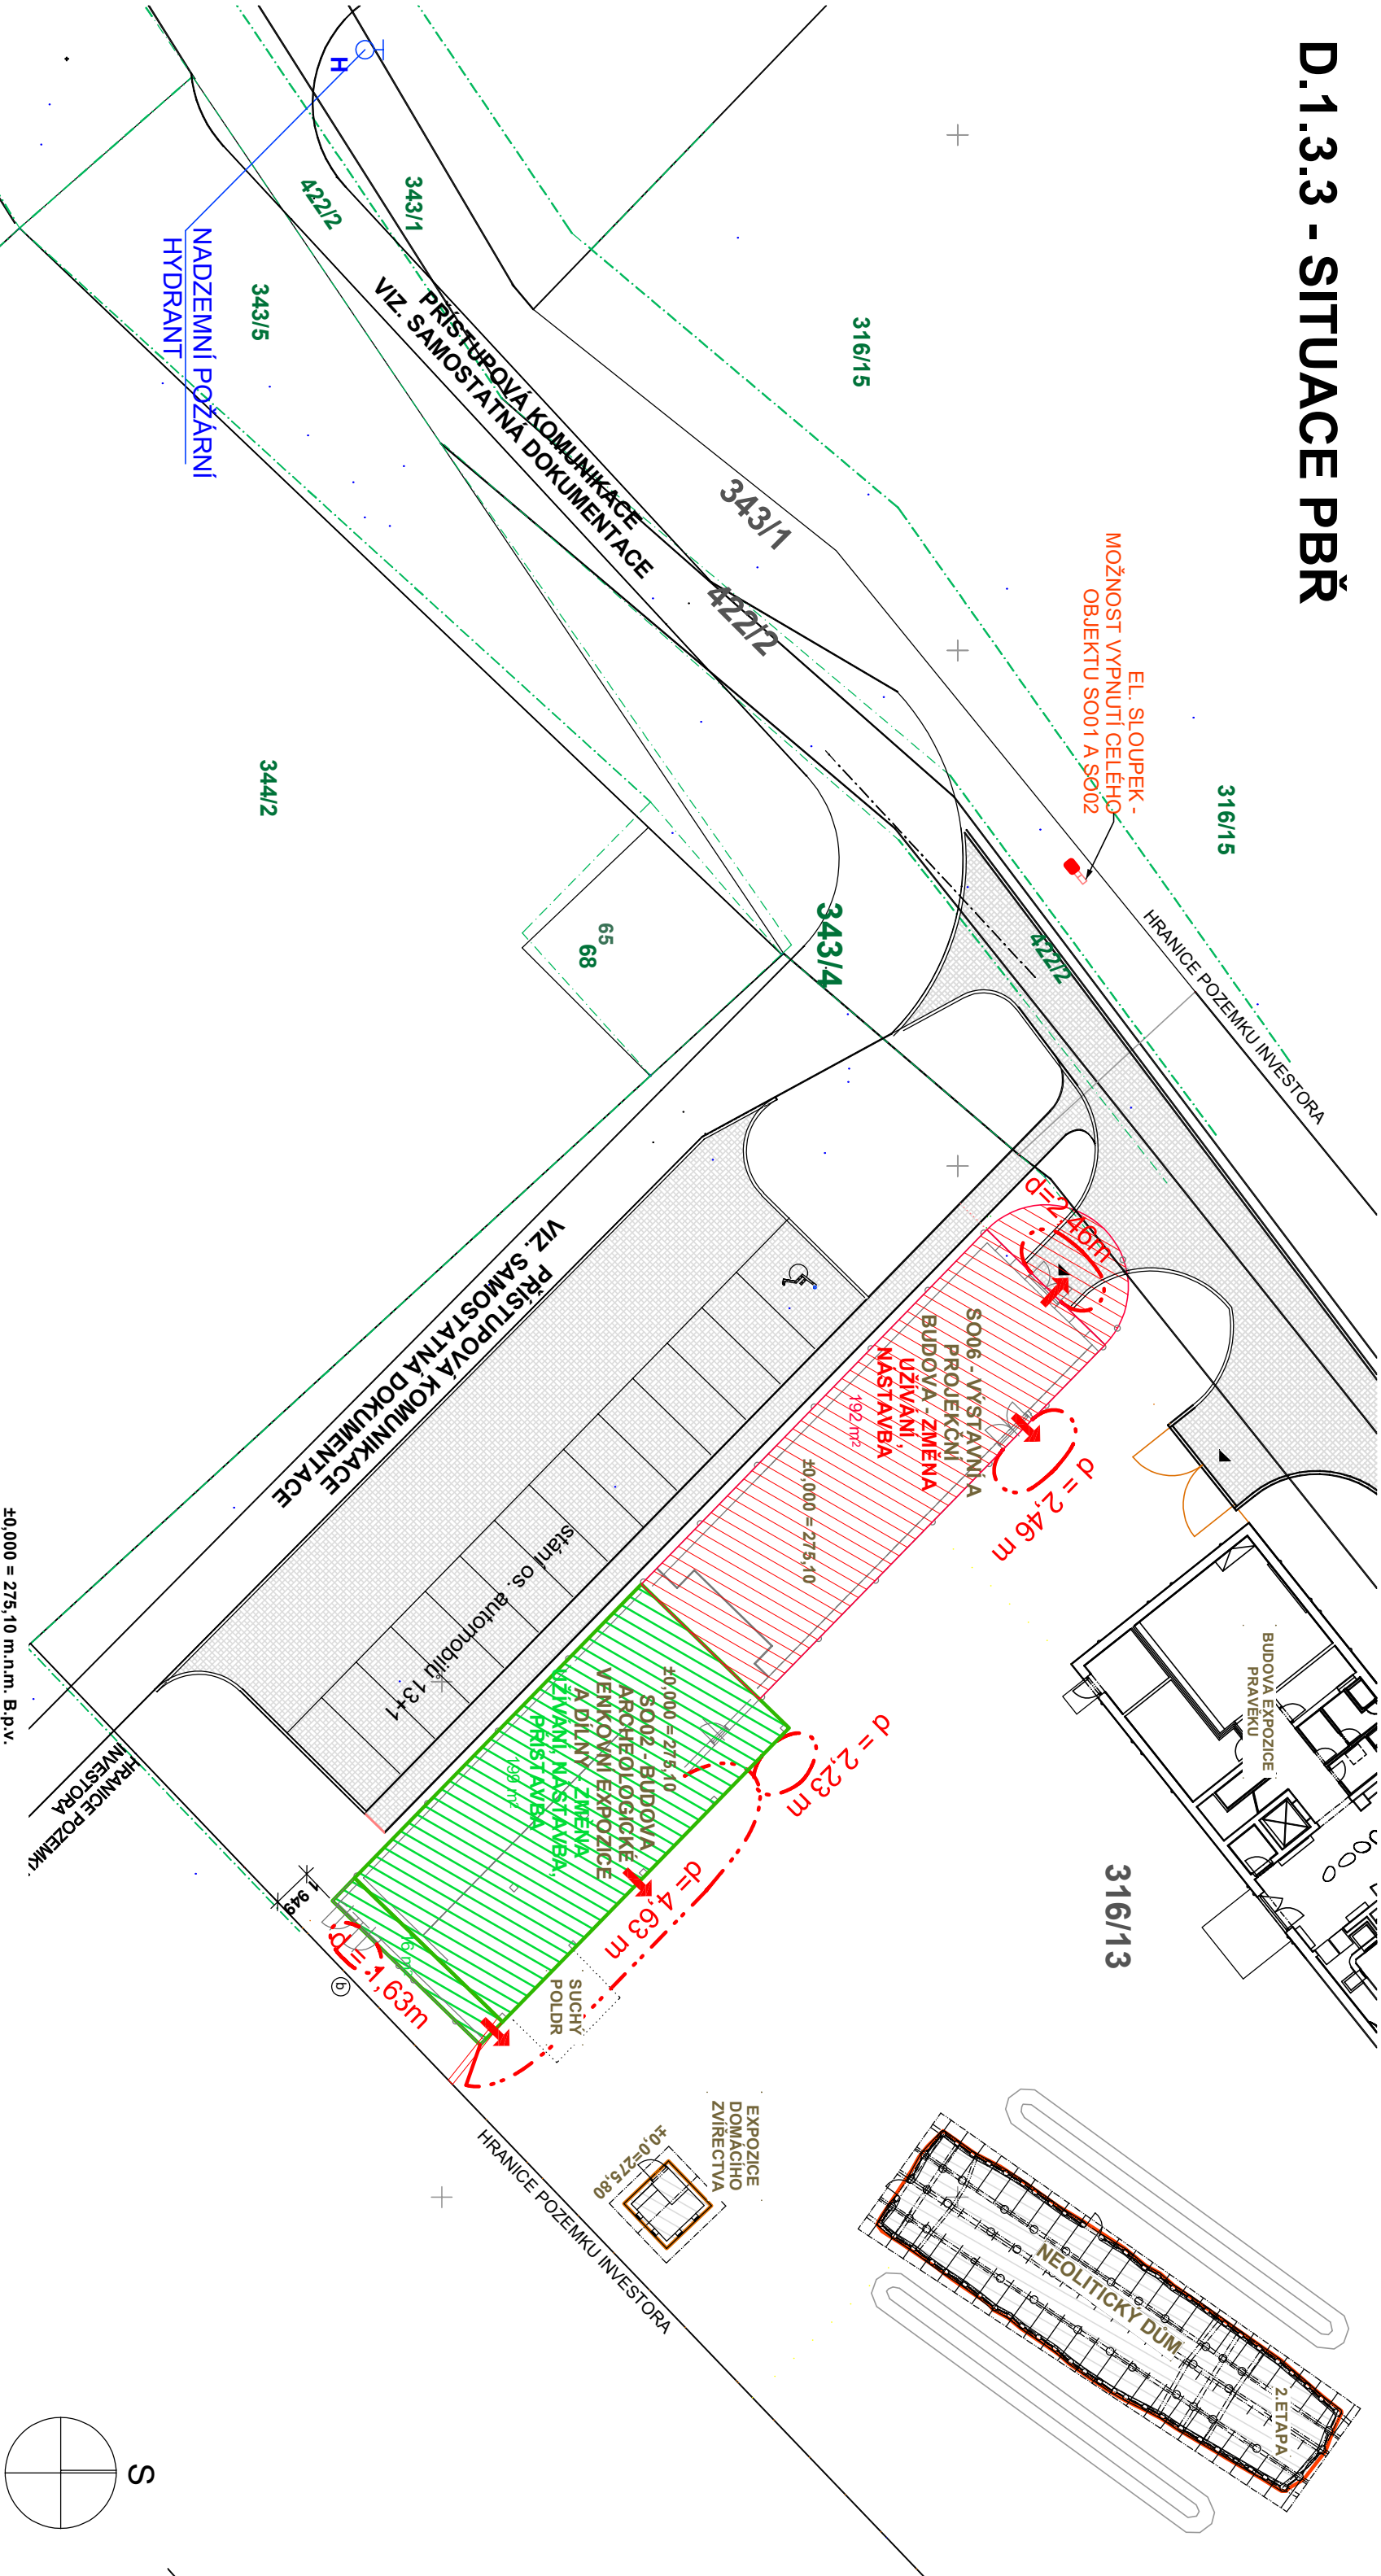 D.1.3.3 - SITUACE PBŘ
H
NADZEMNÍ POŽÁRNÍ
HYDRANT
422/2
343/1
343/5
316/15
PŘÍSTUPOVÁ KOMUNIKACE
VIZ. SAMOSTATNÁ DOKUMENTACE
343/1
422/2
EL. SLOUPEK -
MOŽNOST VYPNUTÍ CELÉHO
OBJEKTU SO01 A SO02
316/15
344/2
65
68
343/4
422/2
HRANICE POZEMKU INVESTORA
PŘÍSTUPOVÁ KOMUNIKACE
VIZ. SAMOSTATNÁ DOKUMENTACE
d=2,46m
SO06 - VÝSTAVNÍ A
PROJEKČNÍ
BUDOVA - ZMĚNA
UŽÍVÁNÍ,
NÁSTAVBA
192 m²
±0,000 = 275,10
d = 2,46 m
stání os. automobilů 13+1
±0,000 = 275,10
SO02 - BUDOVA
ARCHEOLOGICKÉ
VENKOVNÍ EXPOZICE
A DÍLNY - ZMĚNA
UŽÍVÁNÍ, NÁSTAVBA,
PŘÍSTAVBA
199 m²
d = 2,23 m
d= 4,63 m
16 m²
d = 1,63m
1 949
b
SUCHÝ
POLDR
BUDOVA EXPOZICE
PRAVĚKU
316/13
EXPOZICE
DOMÁCÍHO
ZVÍŘECTVA
±0,0=275,80
NEOLITICKÝ DŮM
2.ETAPA
HRANICE POZEMKU INVESTORA
HRANICE POZEMK
INVESTORA
±0,000 = 275,10 m.n.m. B.p.v.
S